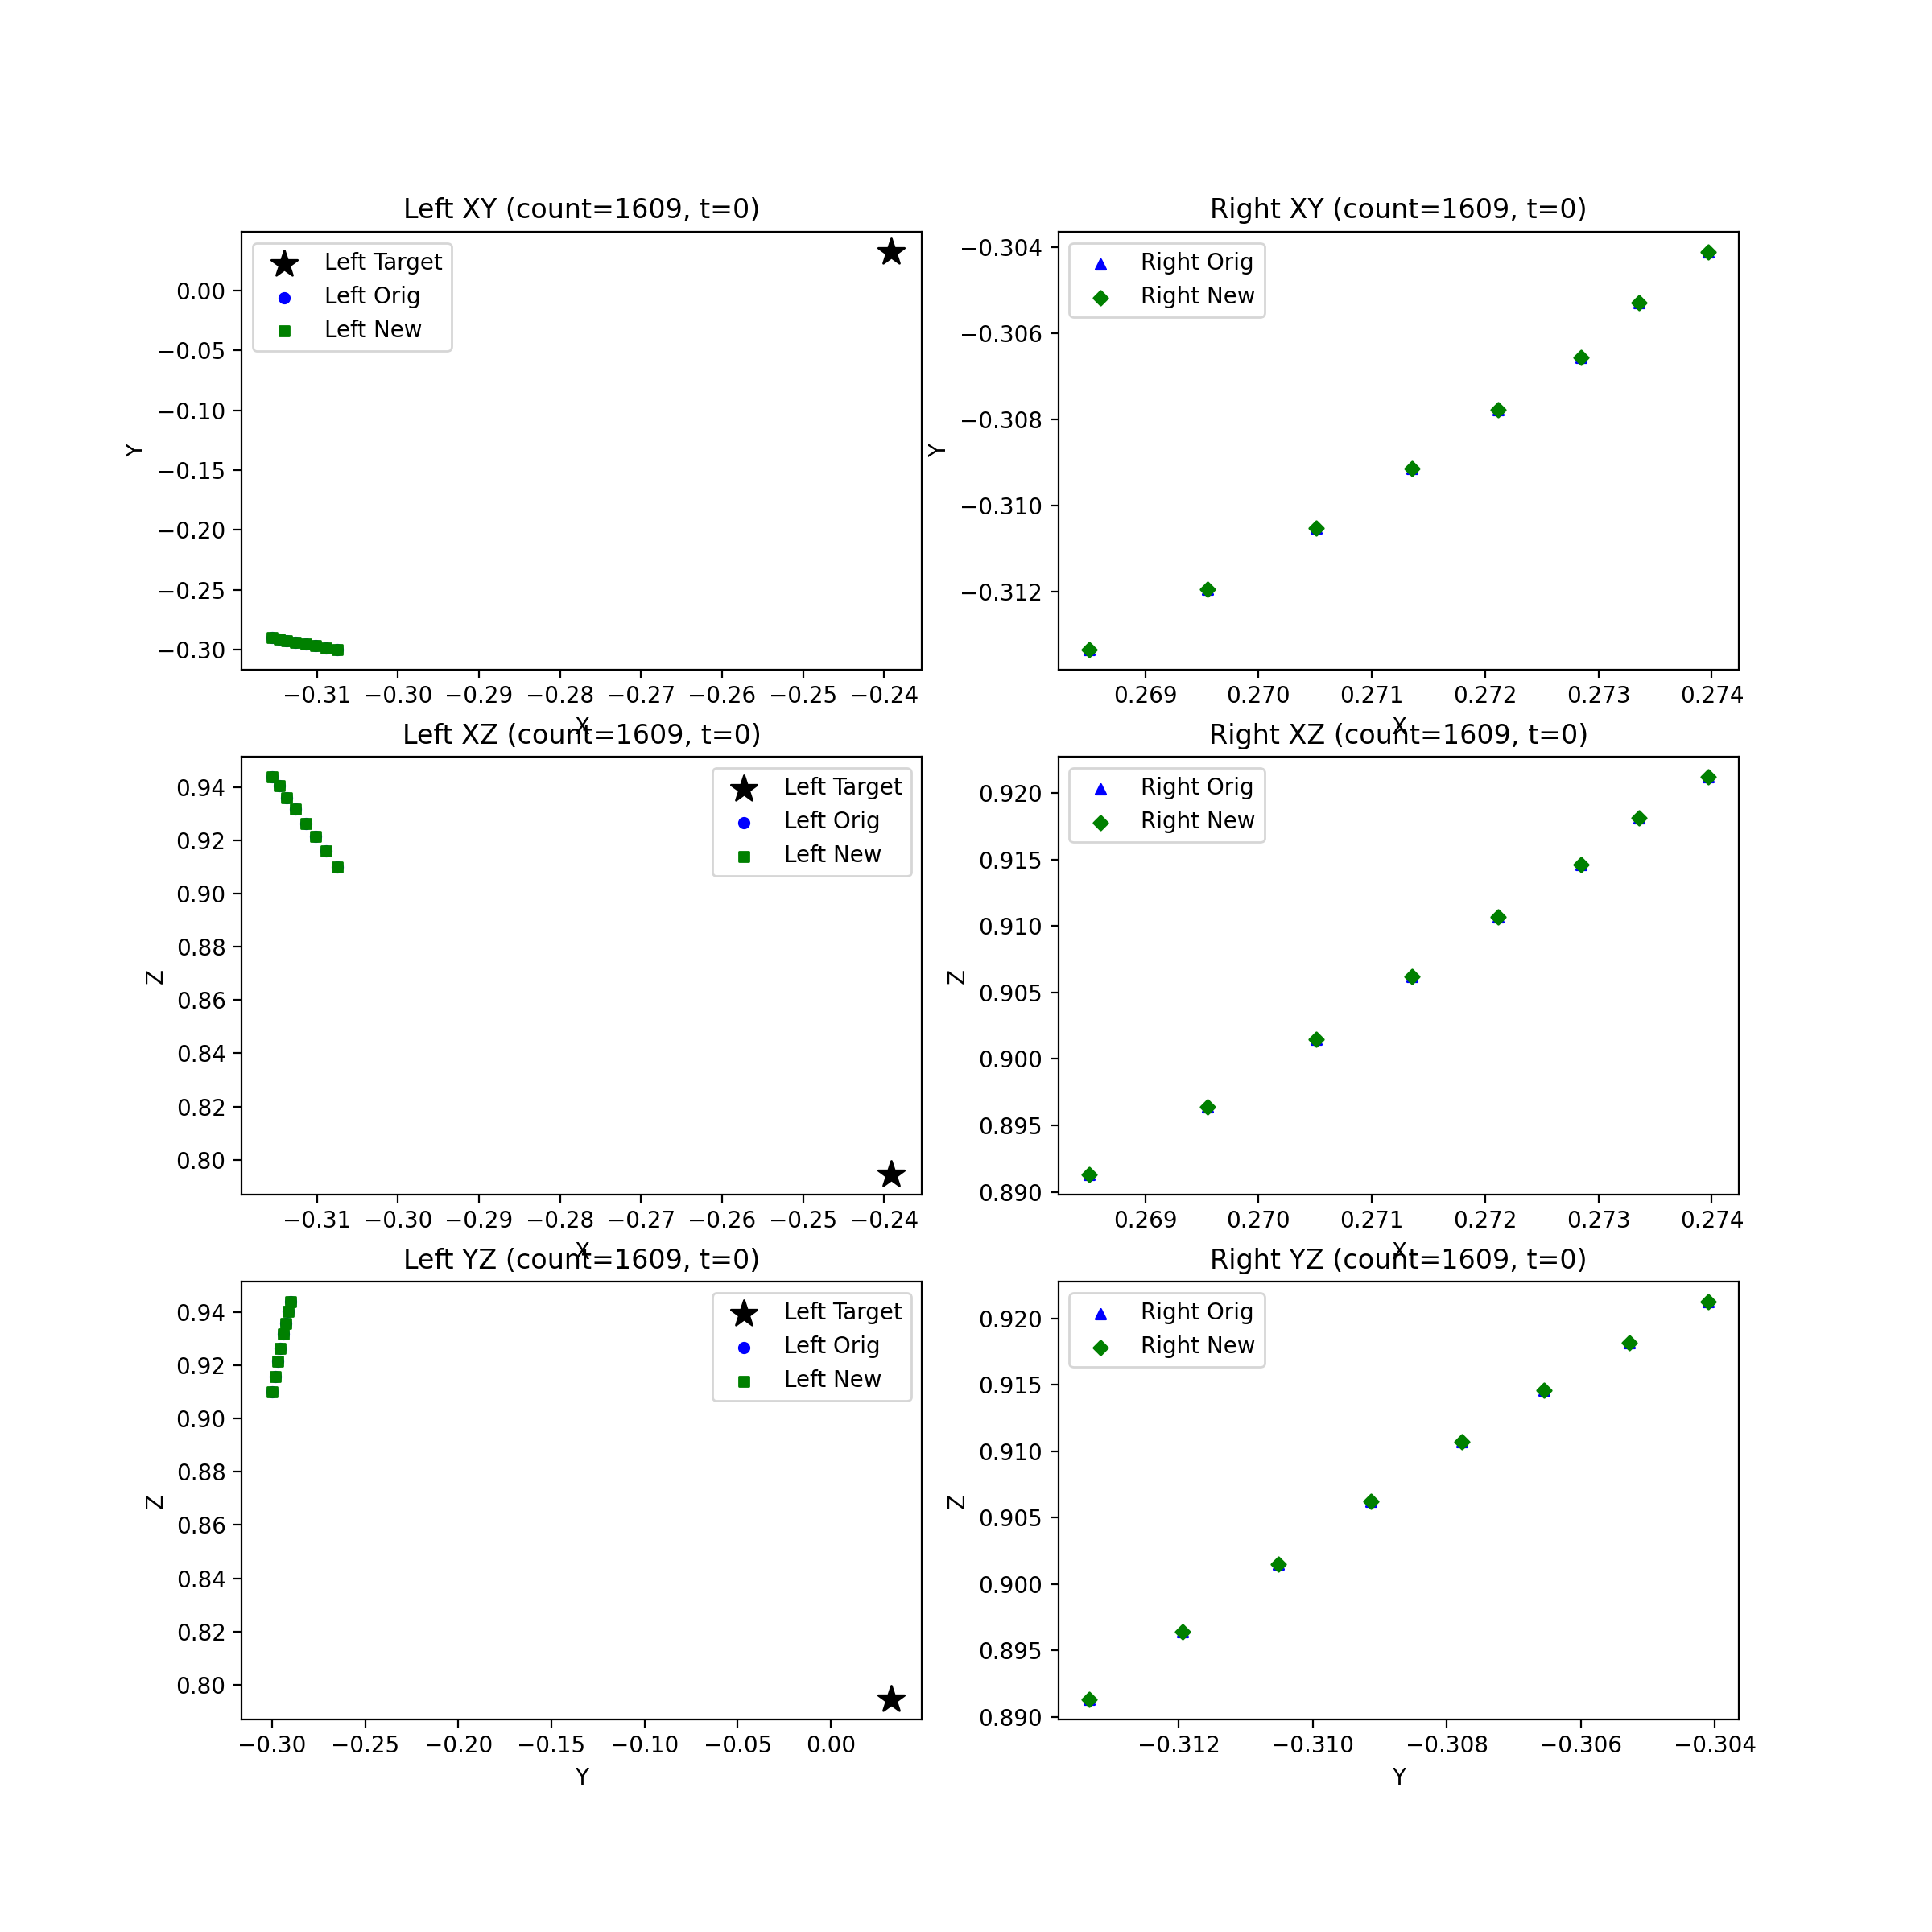 Left XY (count=1609, t=0)
Left Target
Left Orig
Left New
0.00
−0.05
−0.10
−0.15
−0.20
−0.25
−0.30
Y
−0.31 −0.30 −0.29 −0.28 −0.27 −0.26 −0.25 −0.24
X
Right XY (count=1609, t=0)
Right Orig
Right New
−0.304
−0.306
−0.308
−0.310
−0.312
Y
0.269 0.270 0.271 0.272 0.273 0.274
X
Left XZ (count=1609, t=0)
Left Target
Left Orig
Left New
0.94
0.92
0.90
0.88
0.86
0.84
0.82
0.80
Z
−0.31 −0.30 −0.29 −0.28 −0.27 −0.26 −0.25 −0.24
X
Right XZ (count=1609, t=0)
Right Orig
Right New
0.920
0.915
0.910
0.905
0.900
0.895
0.890
Z
0.269 0.270 0.271 0.272 0.273 0.274
X
Left YZ (count=1609, t=0)
Left Target
Left Orig
Left New
0.94
0.92
0.90
0.88
0.86
0.84
0.82
0.80
Z
−0.30 −0.25 −0.20 −0.15 −0.10 −0.05 0.00
Y
Right YZ (count=1609, t=0)
Right Orig
Right New
0.920
0.915
0.910
0.905
0.900
0.895
0.890
Z
−0.312 −0.310 −0.308 −0.306 −0.304
Y